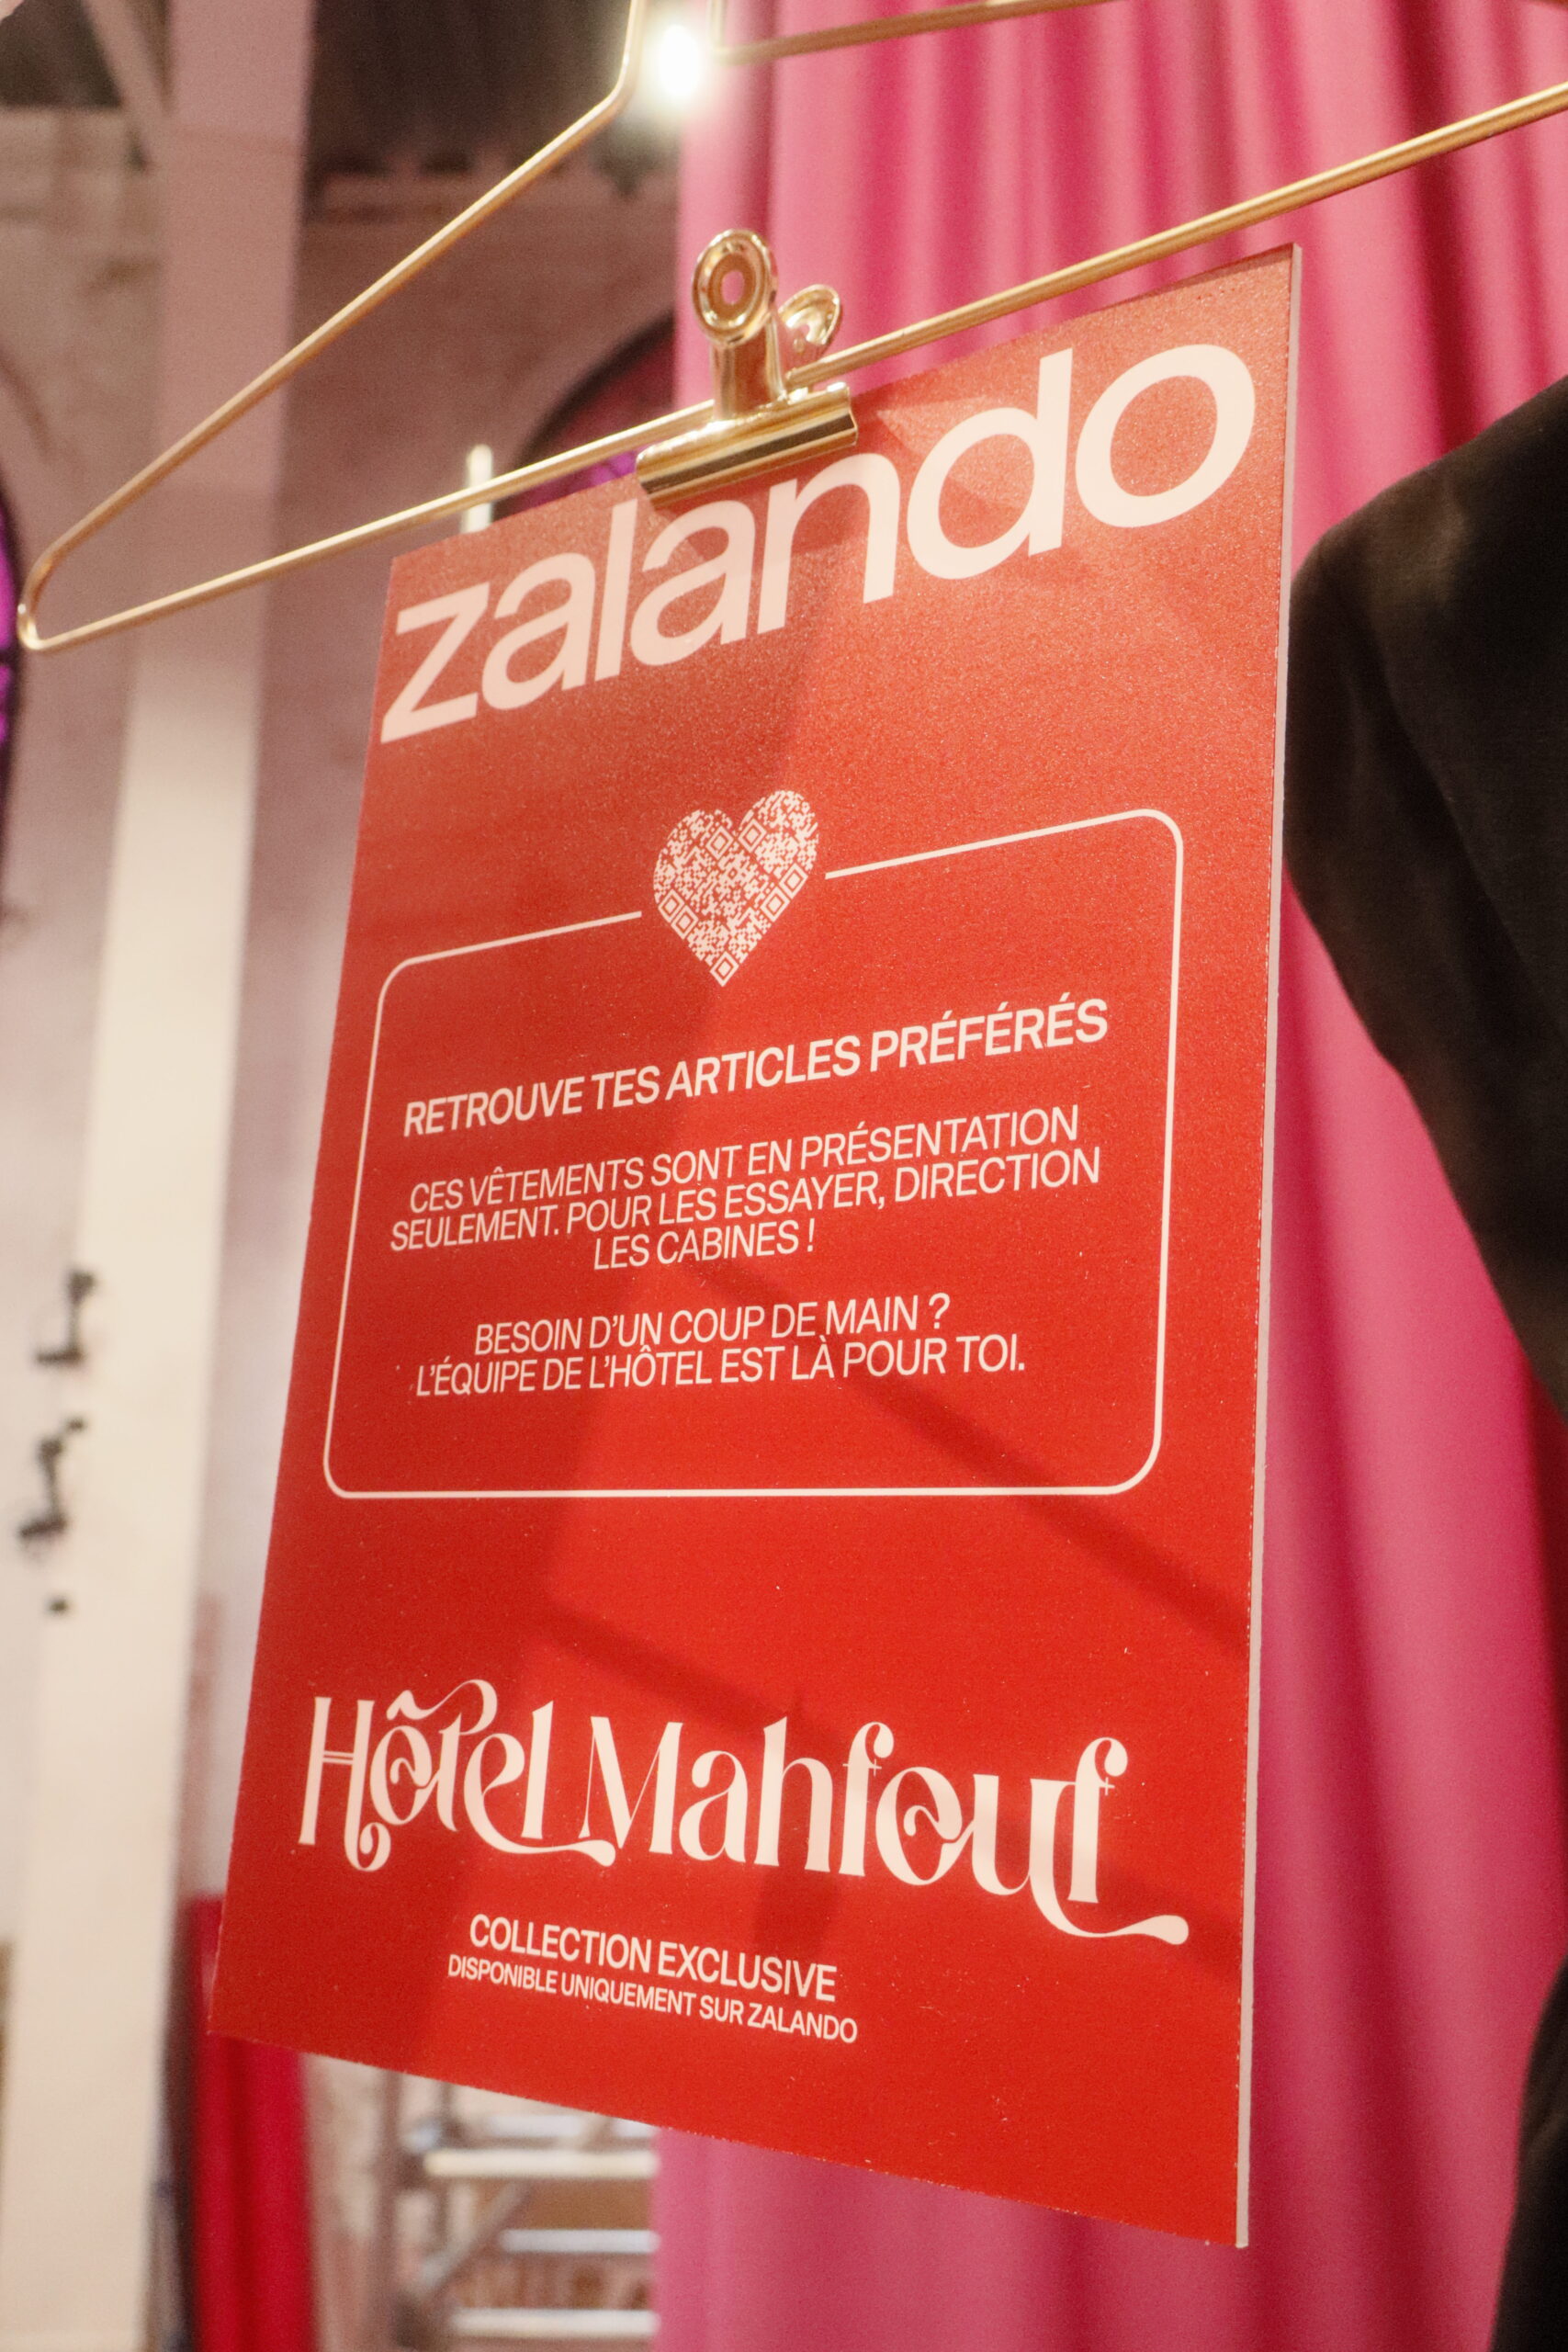 zalando
RETROUVE TES ARTICLES PRÉFÉRÉS
CES VÊTEMENTS SONT EN PRÉSENTATION
SEULEMENT. POUR LES ESSAYER, DIRECTION
LES CABINES !
BESOIN D'UN COUP DE MAIN ?
L'ÉQUIPE DE L'HÔTEL EST LÀ POUR TOI.
Hôtel Mahfouf
COLLECTION EXCLUSIVE
DISPONIBLE UNIQUEMENT SUR ZALANDO